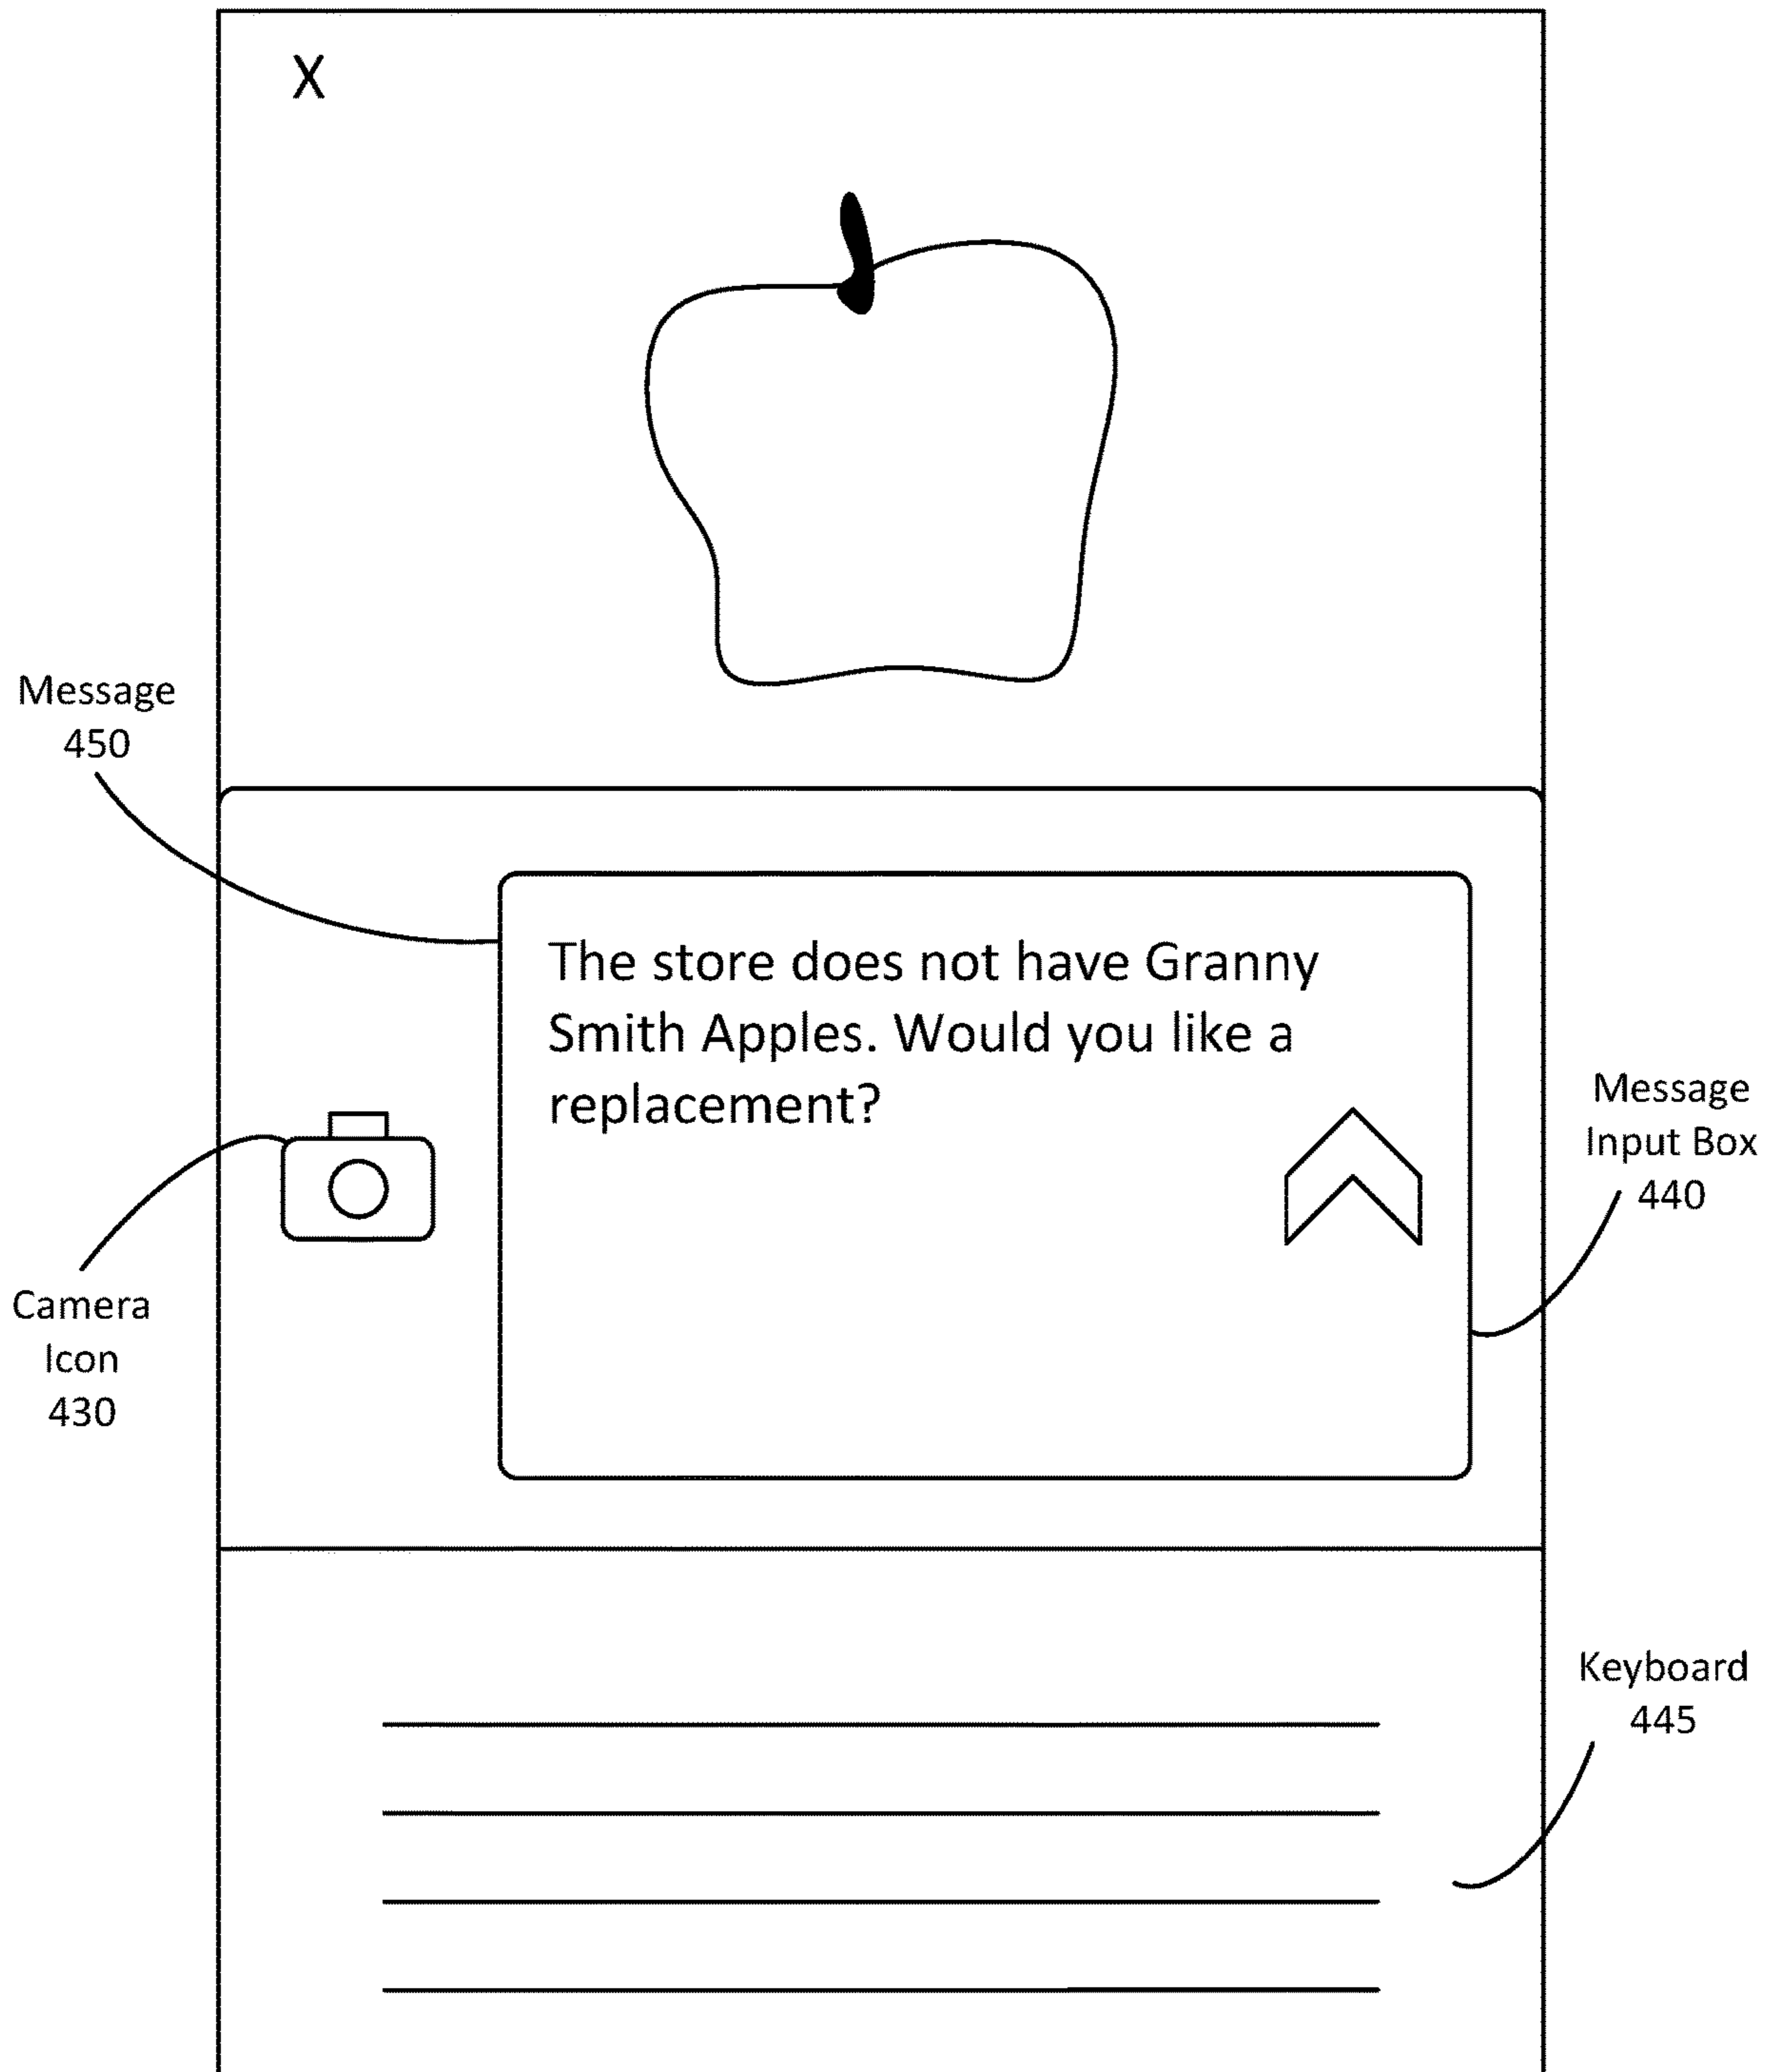 X
Message
450
The store does not have Granny
Smith Apples. Would you like a
replacement?
Message
Input Box
440
Camera
Icon
430
Keyboard
445